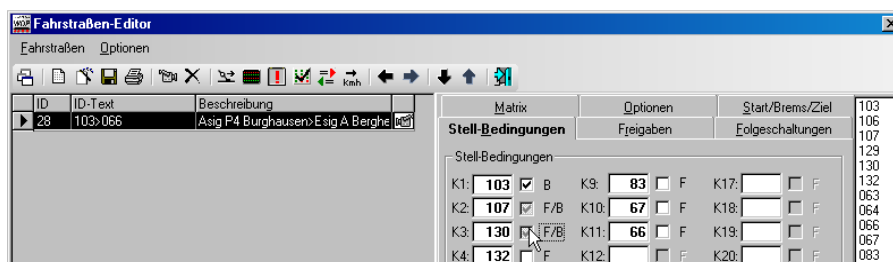 Fahrstraßen-Editor
Fahrstraßen Optionen
Kmh
ID ID-Text Beschreibung
28 103>066 Asig P4 Burghausen>Esig A Berghe
Matrix Optionen Start/Brems/Ziel
Stell-Bedingungen Freigaben Folgeschaltungen
Stell-Bedingungen
K1: 103 B K9: 83 F K17: F
K2: 107 F/B K10: 67 F K18: F
K3: 130 F/B K11: 66 F K19: F
K4: 132 F K12: F K20: F
103
106
107
129
130
132
063
064
066
067
083